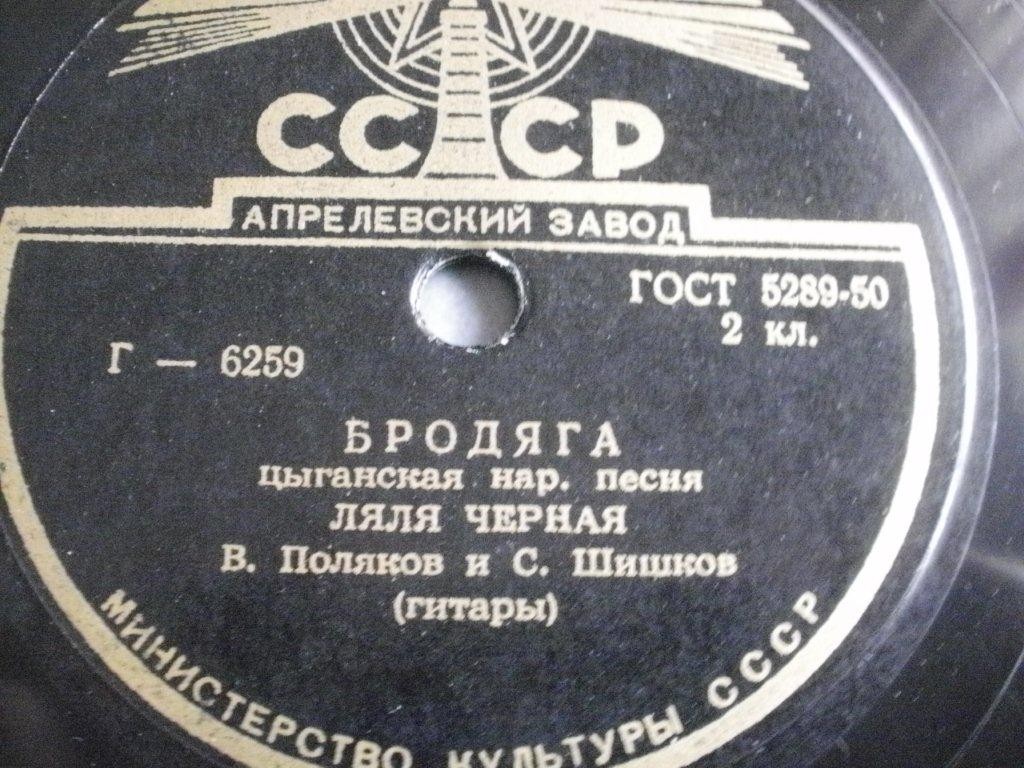 СССР
АПРЕЛЕВСКИЙ ЗАВОД
ГОСТ 5289-50
2 кл.
Г — 6259
БРОДЯГА
цыганская нар. песня
ЛЯЛЯ ЧЕРНАЯ
В. Поляков и С. Шишков
(гитары)
МИНИСТЕРСТВО КУЛЬТУРЫ СССР